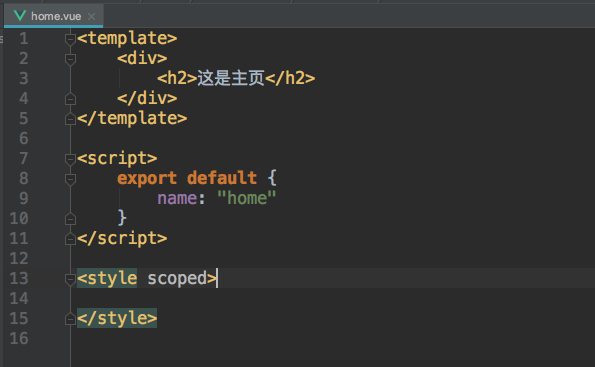 home.vue
1 <template>
2     <div>
3         <h2>这是主页</h2>
4     </div>
5 </template>
6
7 <script>
8     export default {
9         name: "home"
10     }
11 </script>
12
13 <style scoped>
14
15 </style>
16